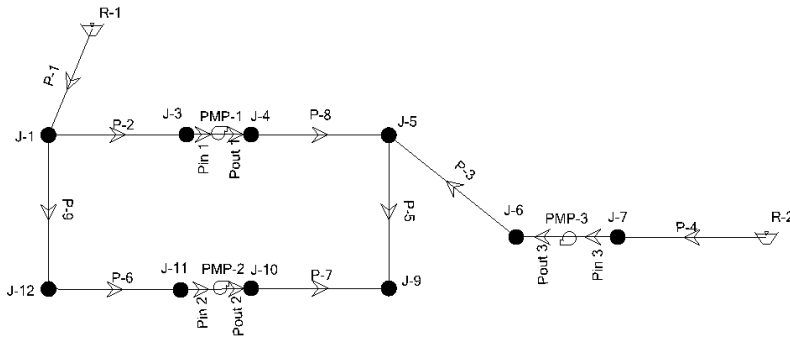 R-1
P-1
J-1
P-2
J-3
PMP-1
J-4
P-8
J-5
Pin 1
Pout 1
P-3
P-9
P-5
J-6
PMP-3
J-7
P-4
R-2
Pout 3
Pin 3
J-12
P-6
J-11
PMP-2
J-10
P-7
J-9
Pin 2
Pout 2